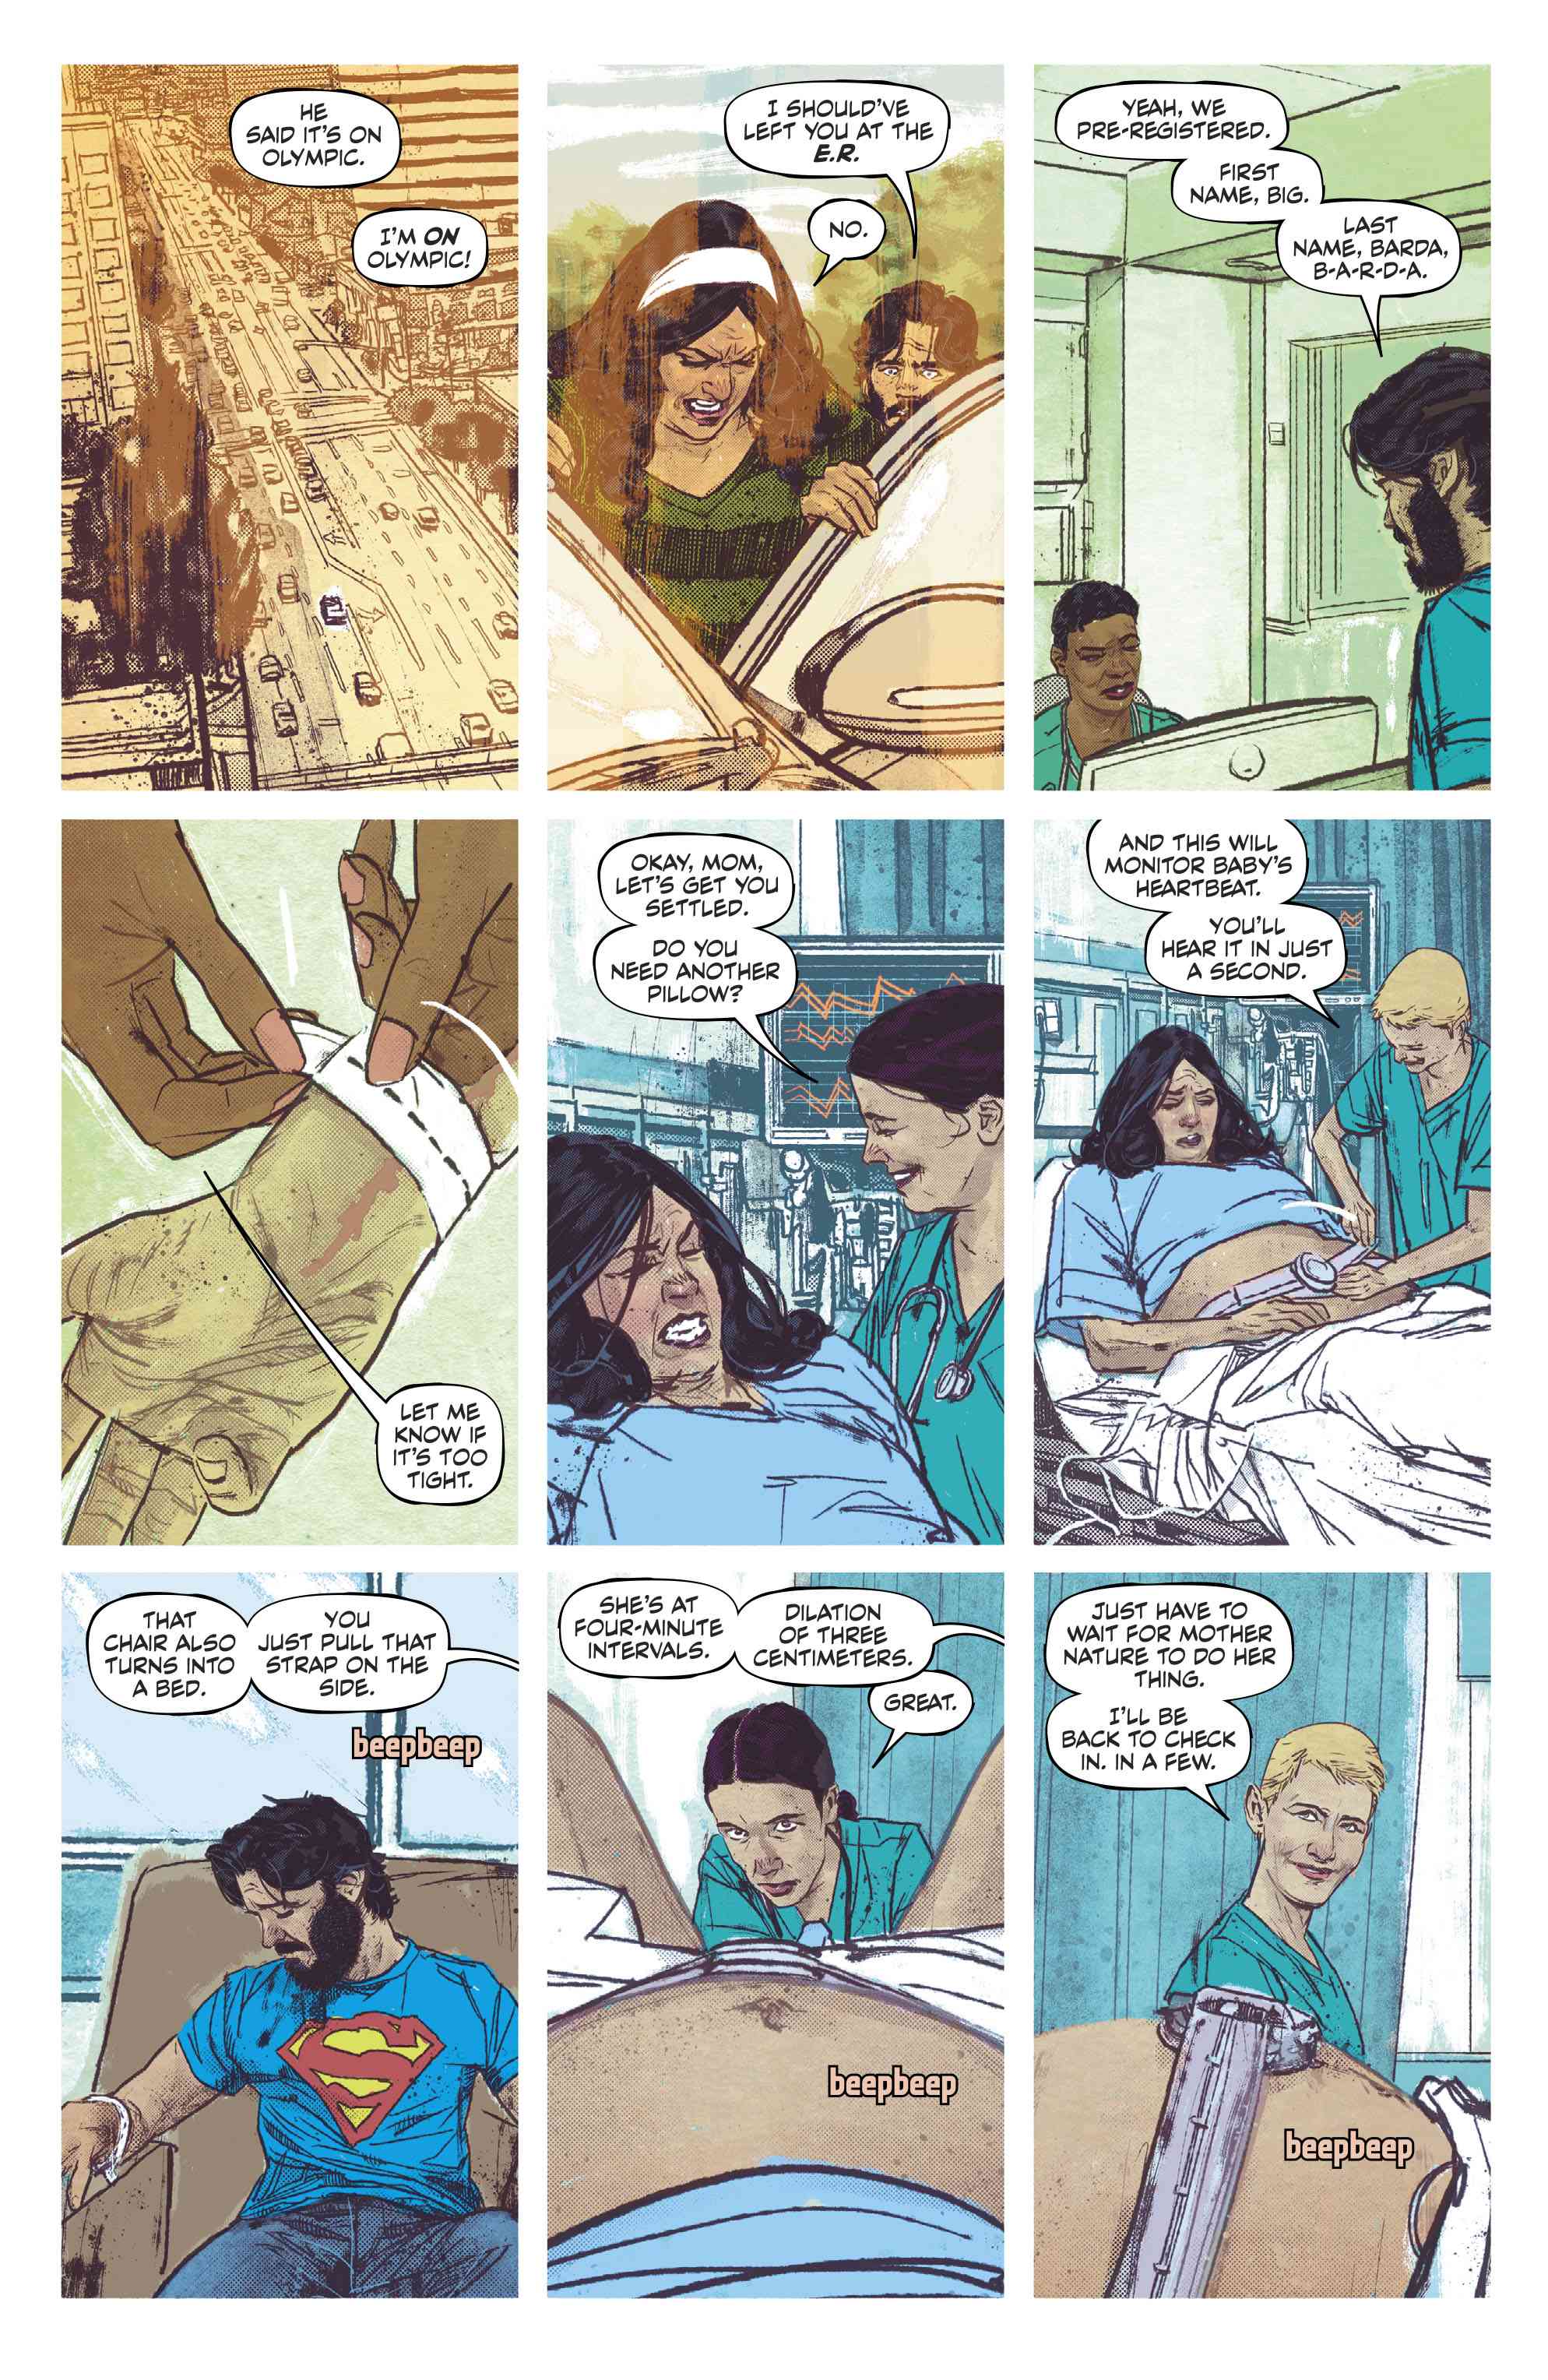 HE
SAID IT'S ON
OLYMPIC.
I'M ON
OLYMPIC!
I SHOULD'VE
LEFT YOU AT THE
E.R.
NO.
YEAH, WE
PRE-REGISTERED.
FIRST
NAME, BIG.
LAST
NAME, BARDA,
B-A-R-D-A.
LET ME
KNOW IF
IT'S TOO
TIGHT.
OKAY, MOM,
LET'S GET YOU
SETTLED.
DO YOU
NEED ANOTHER
PILLOW?
AND THIS WILL
MONITOR BABY'S
HEARTBEAT.
YOU'LL
HEAR IT IN JUST
A SECOND.
THAT
CHAIR ALSO
TURNS INTO
A BED.
YOU
JUST PULL THAT
STRAP ON THE
SIDE.
beepbeep
S
SHE'S AT
FOUR-MINUTE
INTERVALS.
DILATION
OF THREE
CENTIMETERS.
GREAT.
beepbeep
JUST HAVE TO
WAIT FOR MOTHER
NATURE TO DO HER
THING.
I'LL BE
BACK TO CHECK
IN. IN A FEW.
beepbeep